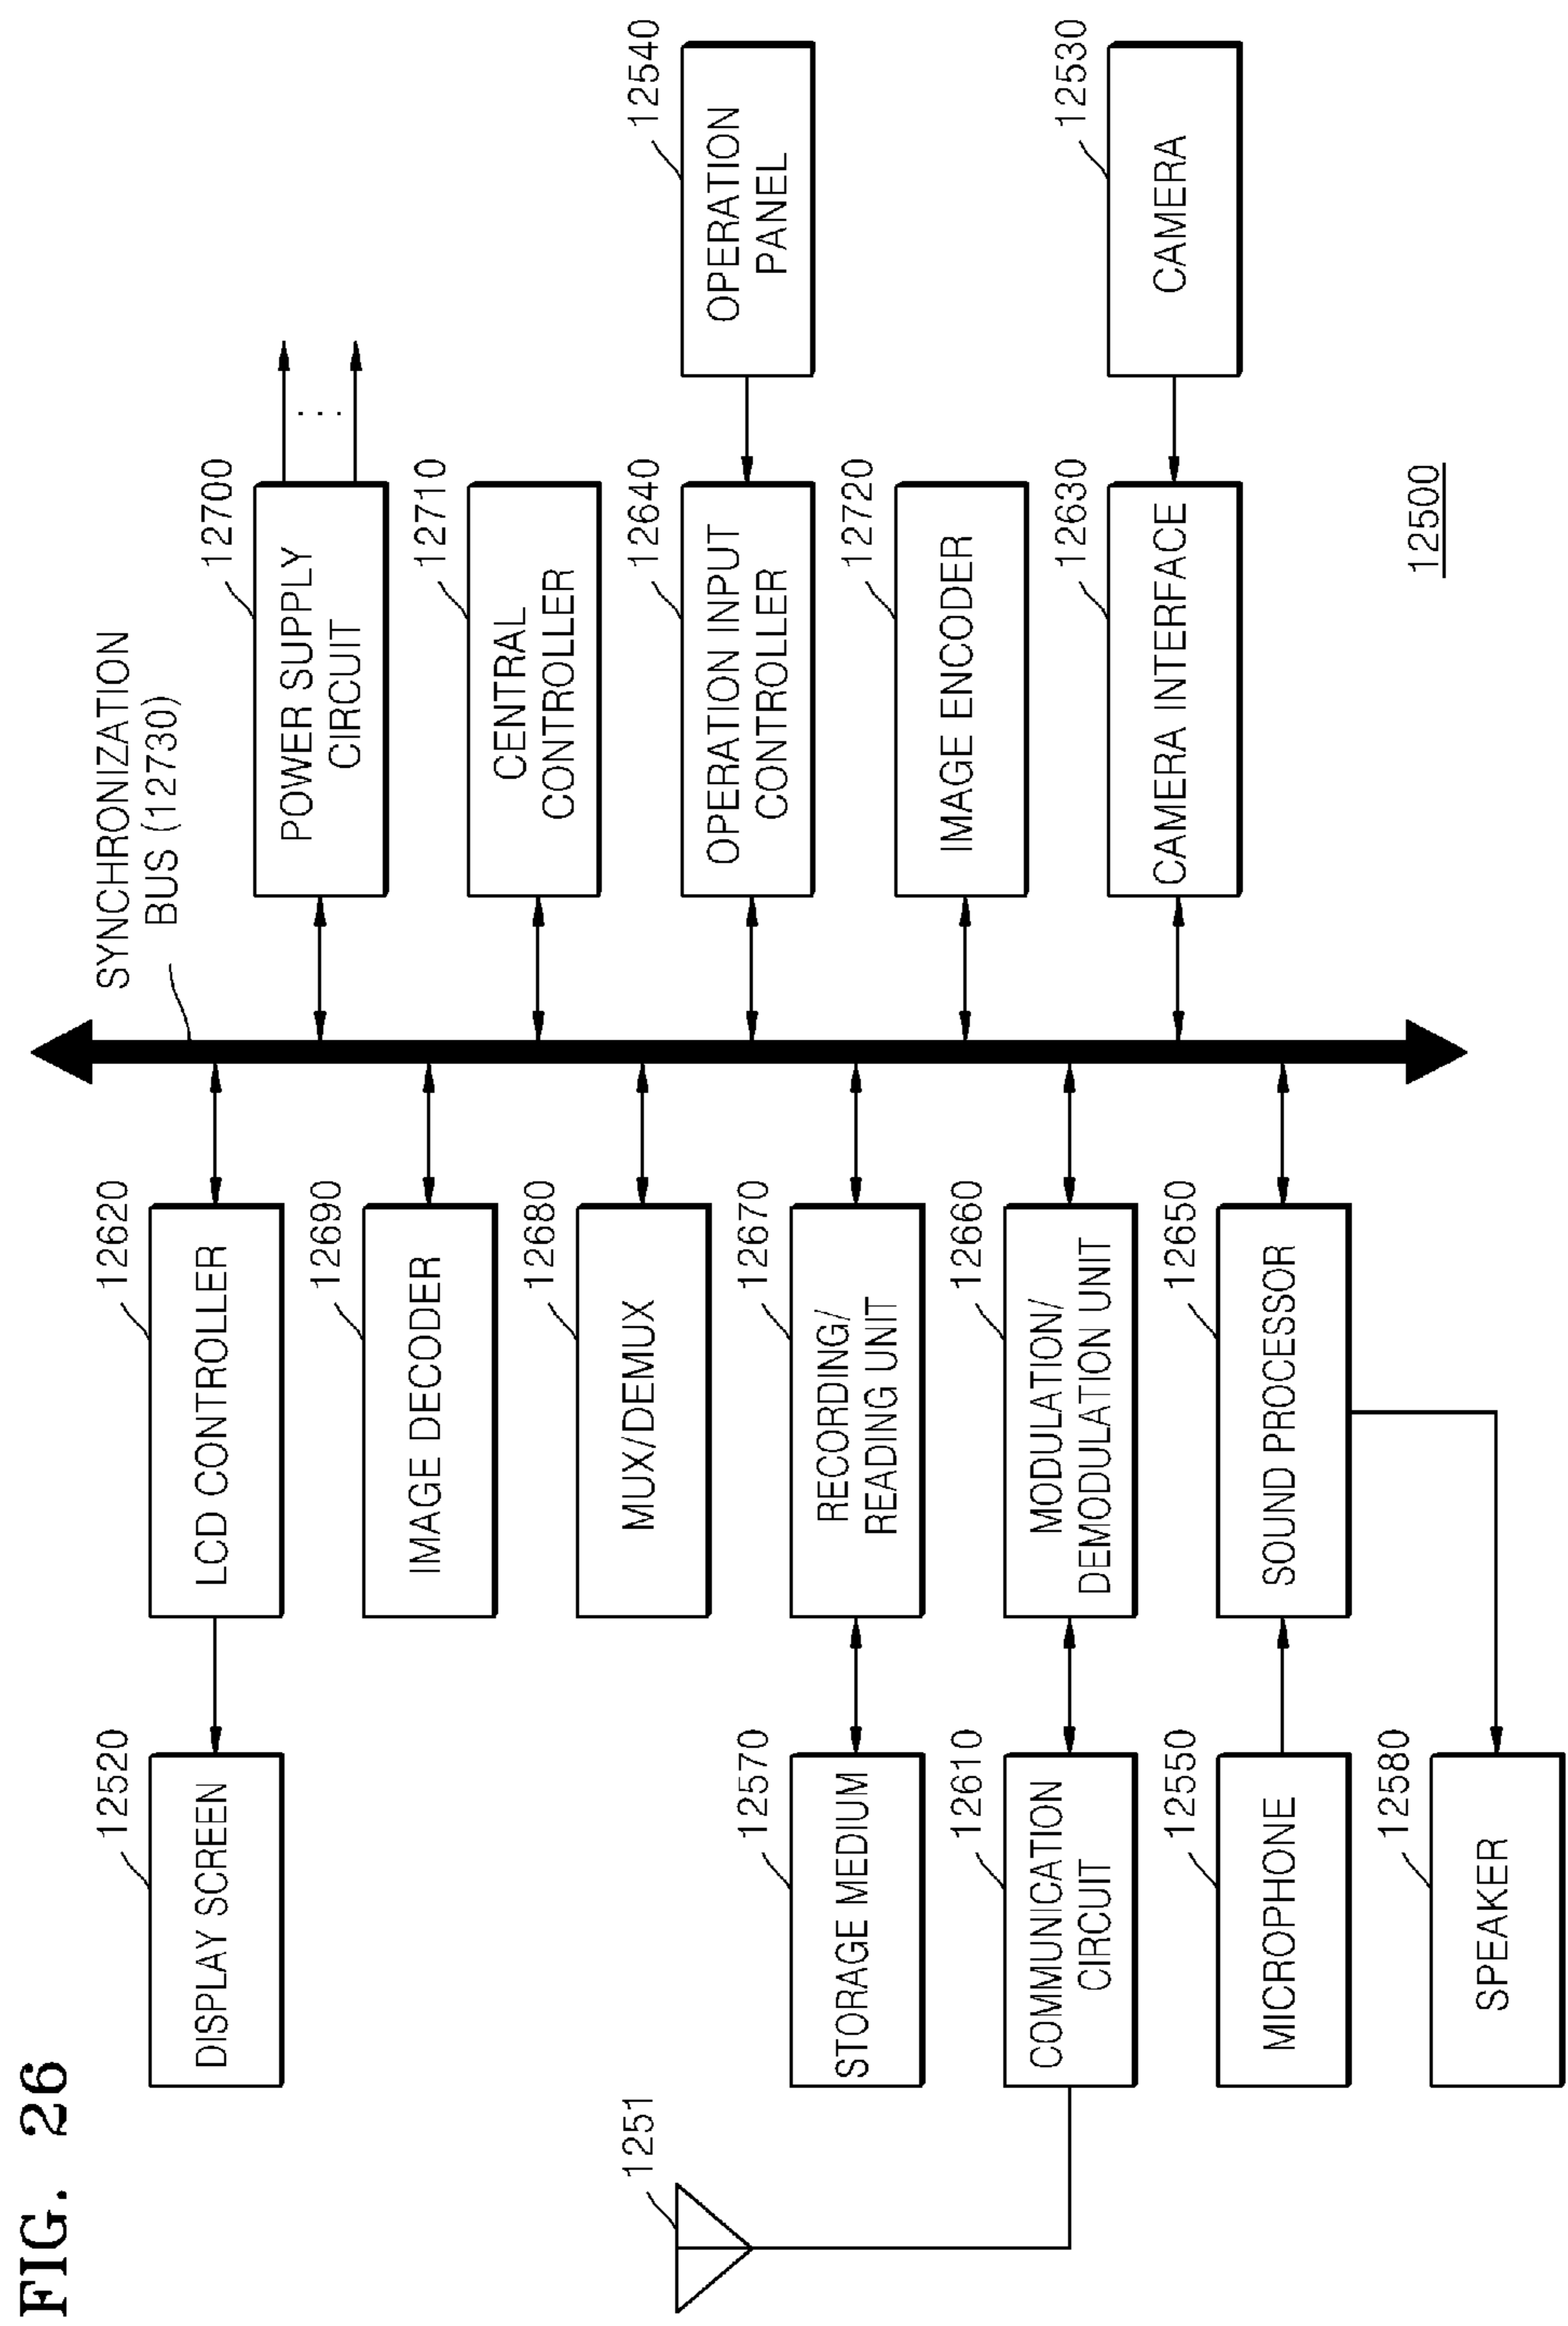 FIG. 26
12500
1251
12520
DISPLAY SCREEN
12620
LCD CONTROLLER
12690
IMAGE DECODER
12680
MUX/DEMUX
12570
STORAGE MEDIUM
12670
RECORDING/
READING UNIT
12610
COMMUNICATION
CIRCUIT
12660
MODULATION/
DEMODULATION UNIT
12550
MICROPHONE
12650
SOUND PROCESSOR
12580
SPEAKER
SYNCHRONIZATION
BUS (12730)
12700
POWER SUPPLY
CIRCUIT
12710
CENTRAL
CONTROLLER
12640
OPERATION INPUT
CONTROLLER
12540
OPERATION
PANEL
12720
IMAGE ENCODER
12630
CAMERA INTERFACE
12530
CAMERA